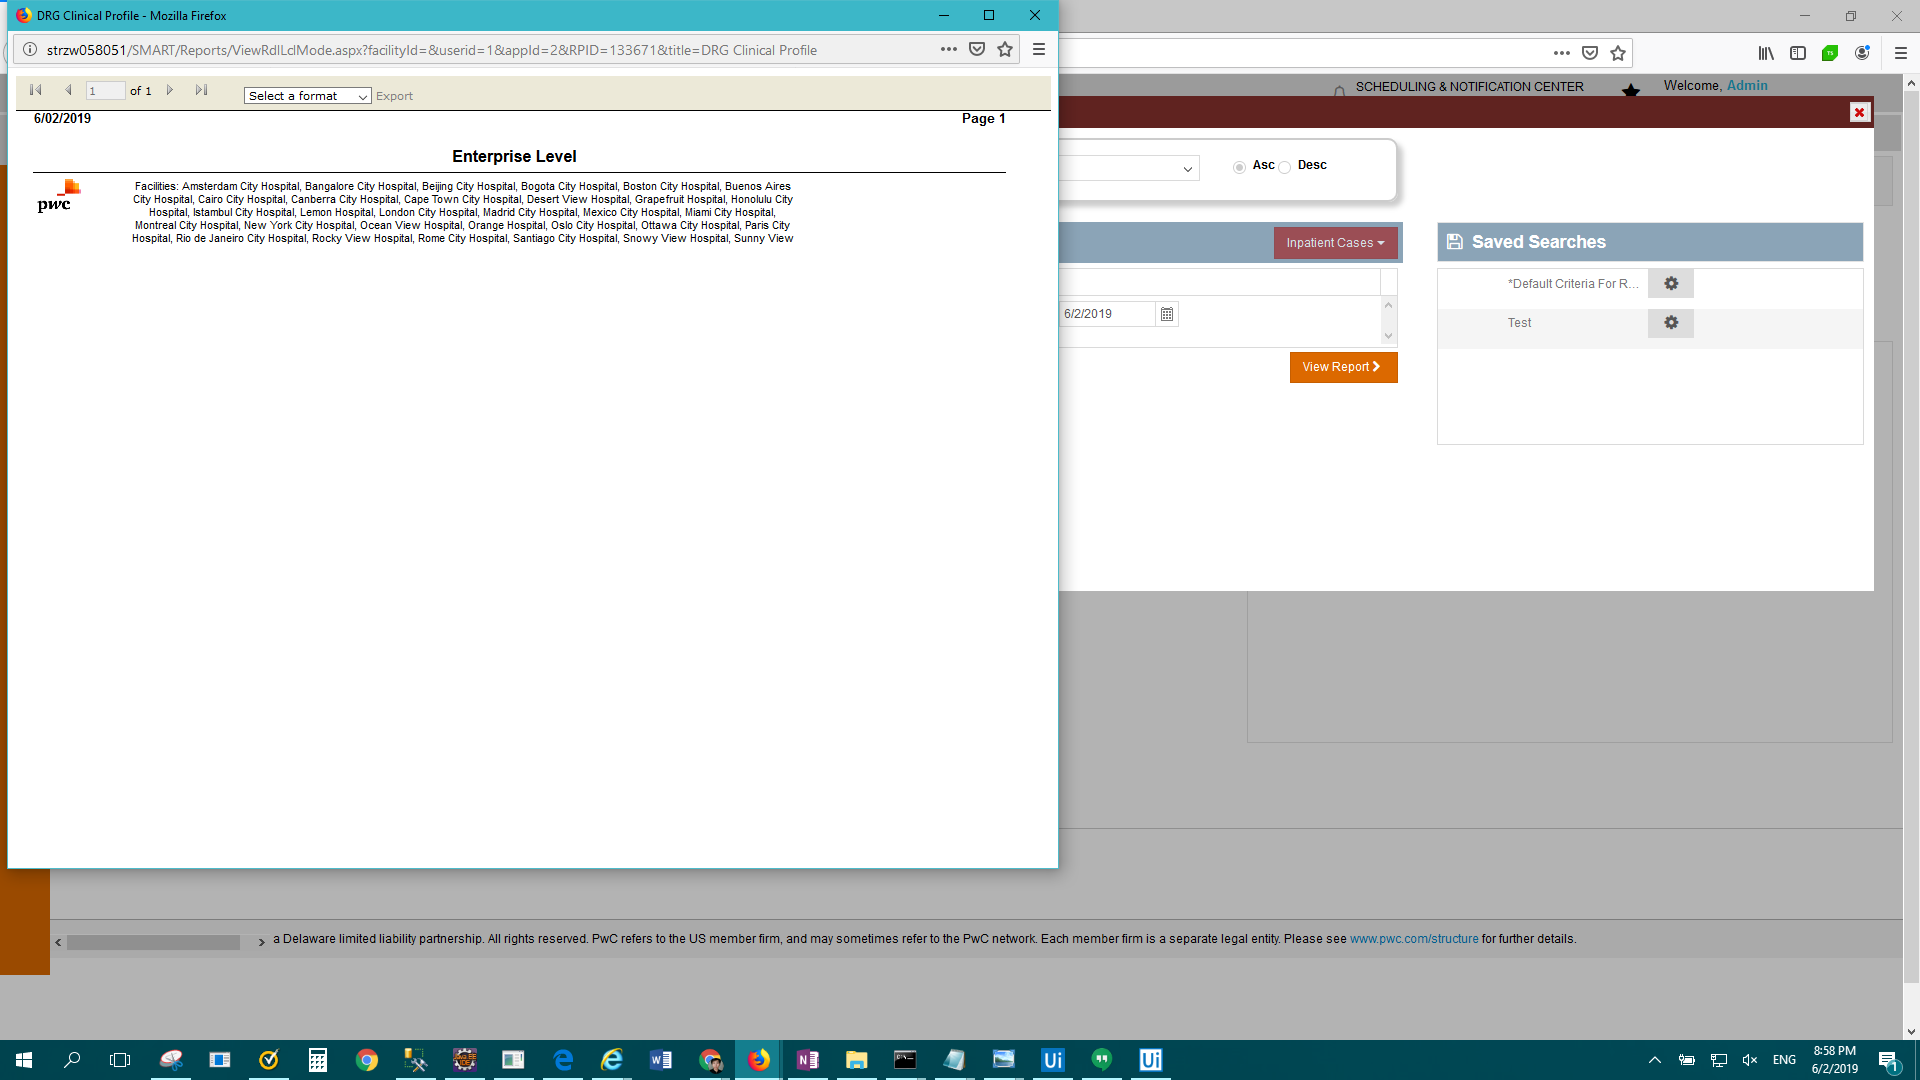 DRG Clinical Profile - Mozilla Firefox
strzw058051/SMART/Reports/ViewRdlLclMode.aspx?facilityId=&userid=1&appId=2&RPID=133671&title=DRG Clinical Profile
1 of 1 Select a format Export
6/02/2019 Page 1
Enterprise Level
pwc
Facilities: Amsterdam City Hospital, Bangalore City Hospital, Beijing City Hospital, Bogota City Hospital, Boston City Hospital, Buenos Aires
City Hospital, Cairo City Hospital, Canberra City Hospital, Cape Town City Hospital, Desert View Hospital, Grapefruit Hospital, Honolulu City
Hospital, Istambul City Hospital, Lemon Hospital, London City Hospital, Madrid City Hospital, Mexico City Hospital, Miami City Hospital,
Montreal City Hospital, New York City Hospital, Ocean View Hospital, Orange Hospital, Oslo City Hospital, Ottawa City Hospital, Paris City
Hospital, Rio de Janeiro City Hospital, Rocky View Hospital, Rome City Hospital, Santiago City Hospital, Snowy View Hospital, Sunny View
SCHEDULING & NOTIFICATION CENTER Welcome, Admin
Asc Desc
Inpatient Cases
6/2/2019
View Report
Saved Searches
*Default Criteria For R...
Test
a Delaware limited liability partnership. All rights reserved. PwC refers to the US member firm, and may sometimes refer to the PwC network. Each member firm is a separate legal entity. Please see www.pwc.com/structure for further details.
ENG
8:58 PM
6/2/2019
1